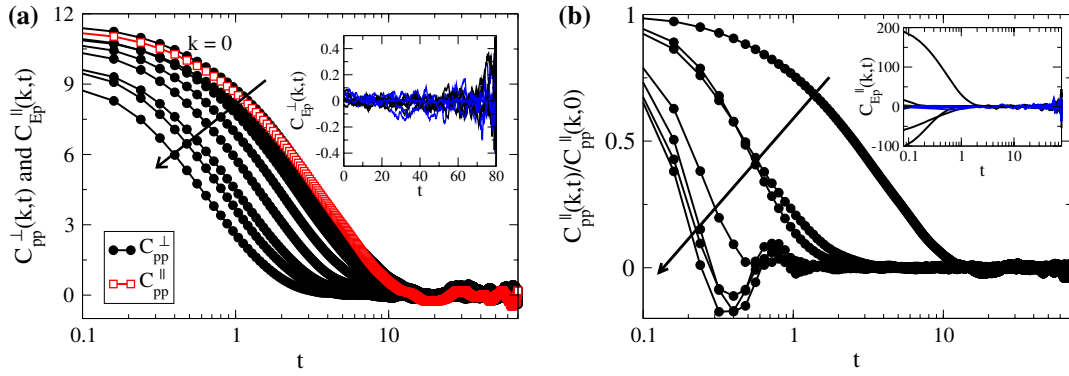 (a)
C_pp^⊥(k,t) and C_Ep^||(k,t)
12
9
6
3
0
0.1
1
10
t
k = 0
C_pp^⊥
C_pp^||
C_Ep^⊥(k,t)
0.4
0.2
0
-0.2
-0.4
0 20 40 60 80
t
(b)
C_pp^||(k,t)/C_pp^||(k,0)
1
0.5
0
0.1
1
10
t
C_Ep^||(k,t)
200
100
0
-100
0.1 1 10
t